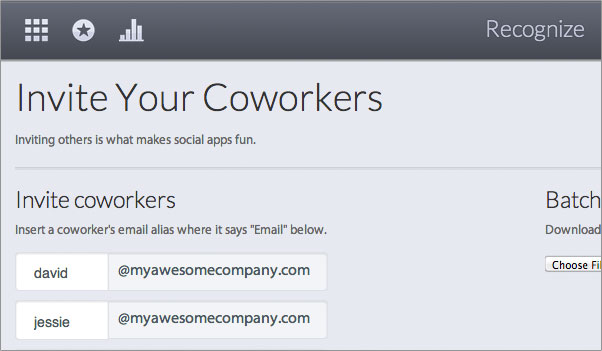 Recognize
Invite Your Coworkers
Inviting others is what makes social apps fun.
Invite coworkers
Insert a coworker's email alias where it says "Email" below.
david @myawesomecompany.com
jessie @myawesomecompany.com
Batch
Download
Choose Fil